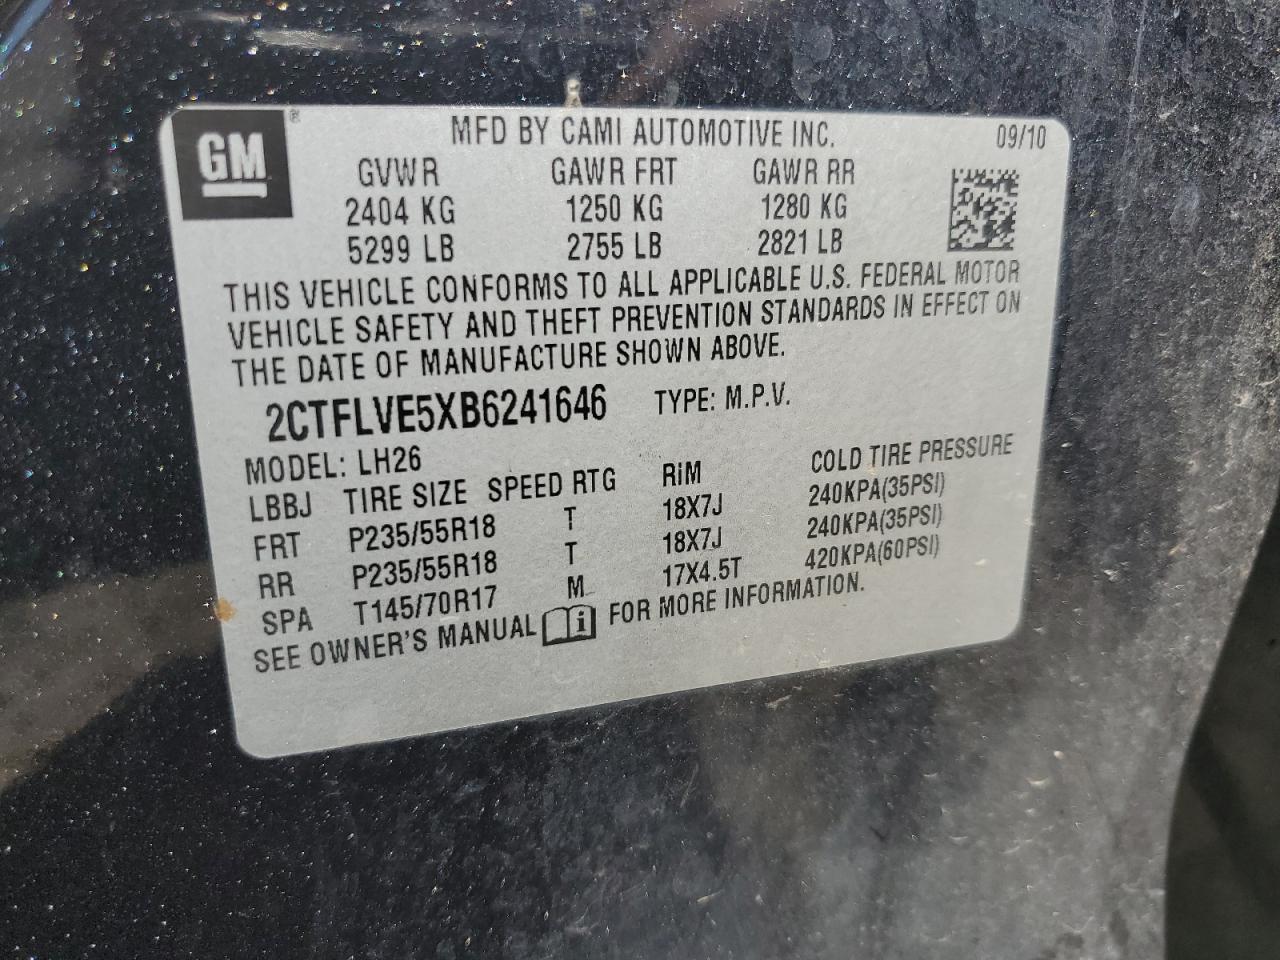 GM ®
MFD BY CAMI AUTOMOTIVE INC. 09/10
GVWR GAWR FRT GAWR RR
2404 KG 1250 KG 1280 KG
5299 LB 2755 LB 2821 LB
THIS VEHICLE CONFORMS TO ALL APPLICABLE U.S. FEDERAL MOTOR
VEHICLE SAFETY AND THEFT PREVENTION STANDARDS IN EFFECT ON
THE DATE OF MANUFACTURE SHOWN ABOVE.
2CTFLVE5XB6241646 TYPE: M.P.V.
MODEL: LH26
LBBJ TIRE SIZE SPEED RTG RiM COLD TIRE PRESSURE
FRT P235/55R18 T 18X7J 240KPA(35PSI)
RR P235/55R18 T 18X7J 240KPA(35PSI)
SPA T145/70R17 M 17X4.5T 420KPA(60PSI)
SEE OWNER'S MANUAL i FOR MORE INFORMATION.